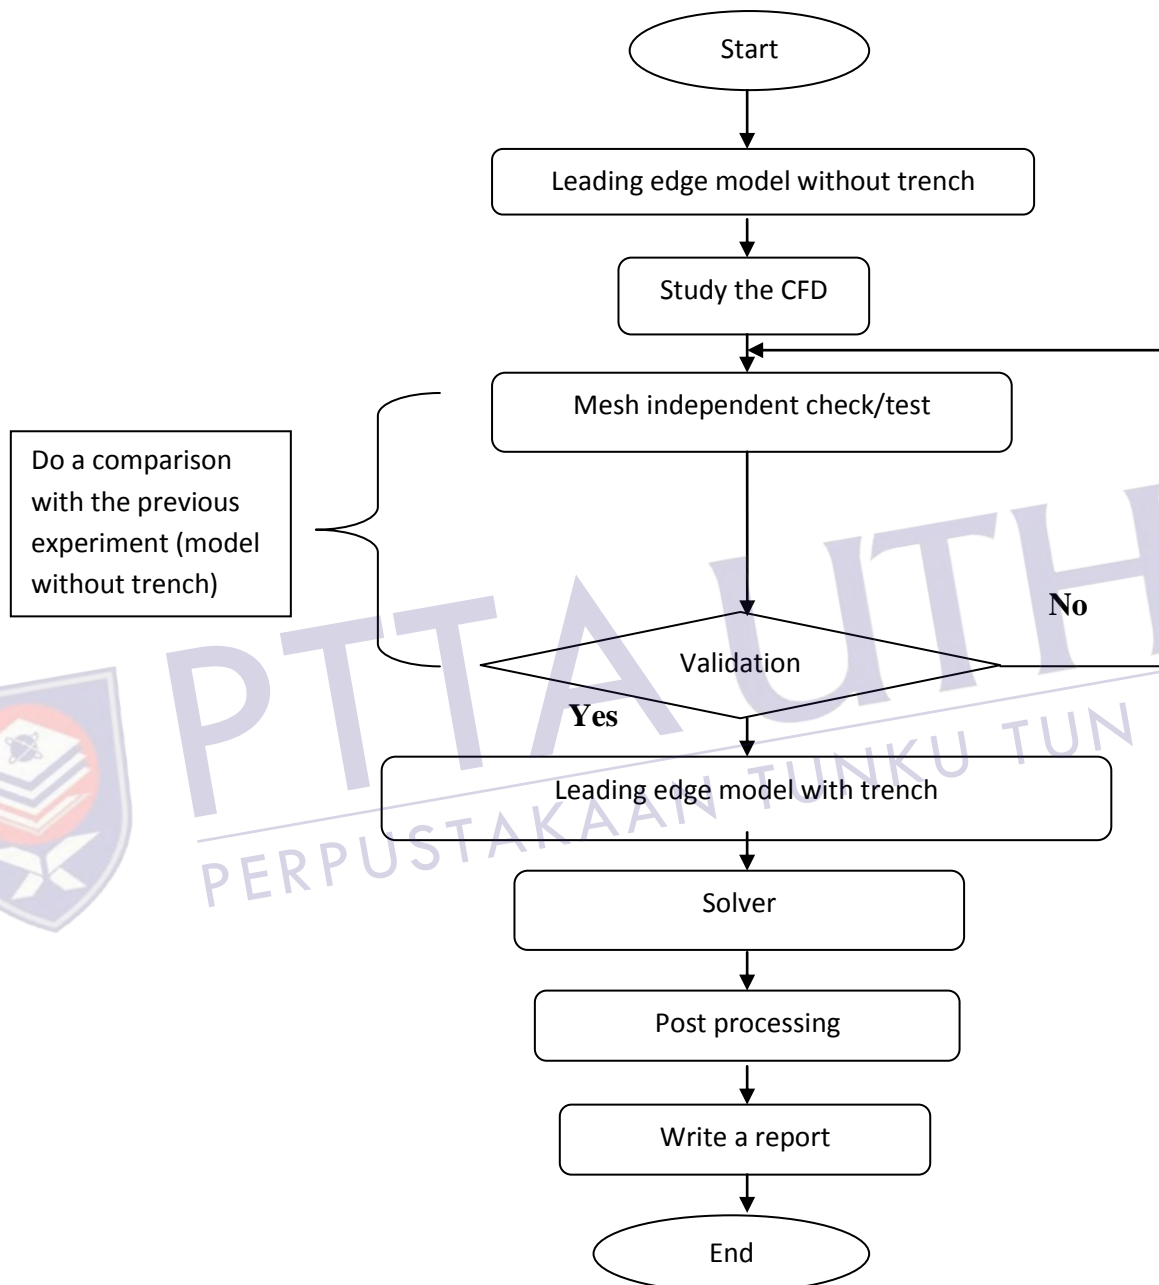 Start
Leading edge model without trench
Study the CFD
Mesh independent check/test
Do a comparison
with the previous
experiment (model
without trench)
No
Validation
Yes
Leading edge model with trench
Solver
Post processing
Write a report
End
PTTA UTH
PERPUSTAKAAN TUNKU TUN